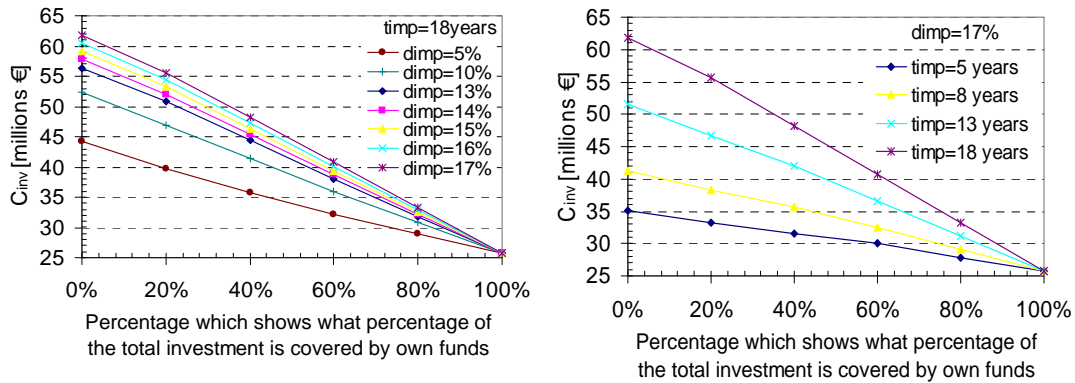 C_inv [millions €]
65
60
55
50
45
40
35
30
25
timp=18years
dimp=5%
dimp=10%
dimp=13%
dimp=14%
dimp=15%
dimp=16%
dimp=17%
0% 20% 40% 60% 80% 100%
Percentage which shows what percentage of
the total investment is covered by own funds
C_inv [millions €]
65
60
55
50
45
40
35
30
25
dimp=17%
timp=5 years
timp=8 years
timp=13 years
timp=18 years
0% 20% 40% 60% 80% 100%
Percentage which shows what percentage of
the total investment is covered by own funds